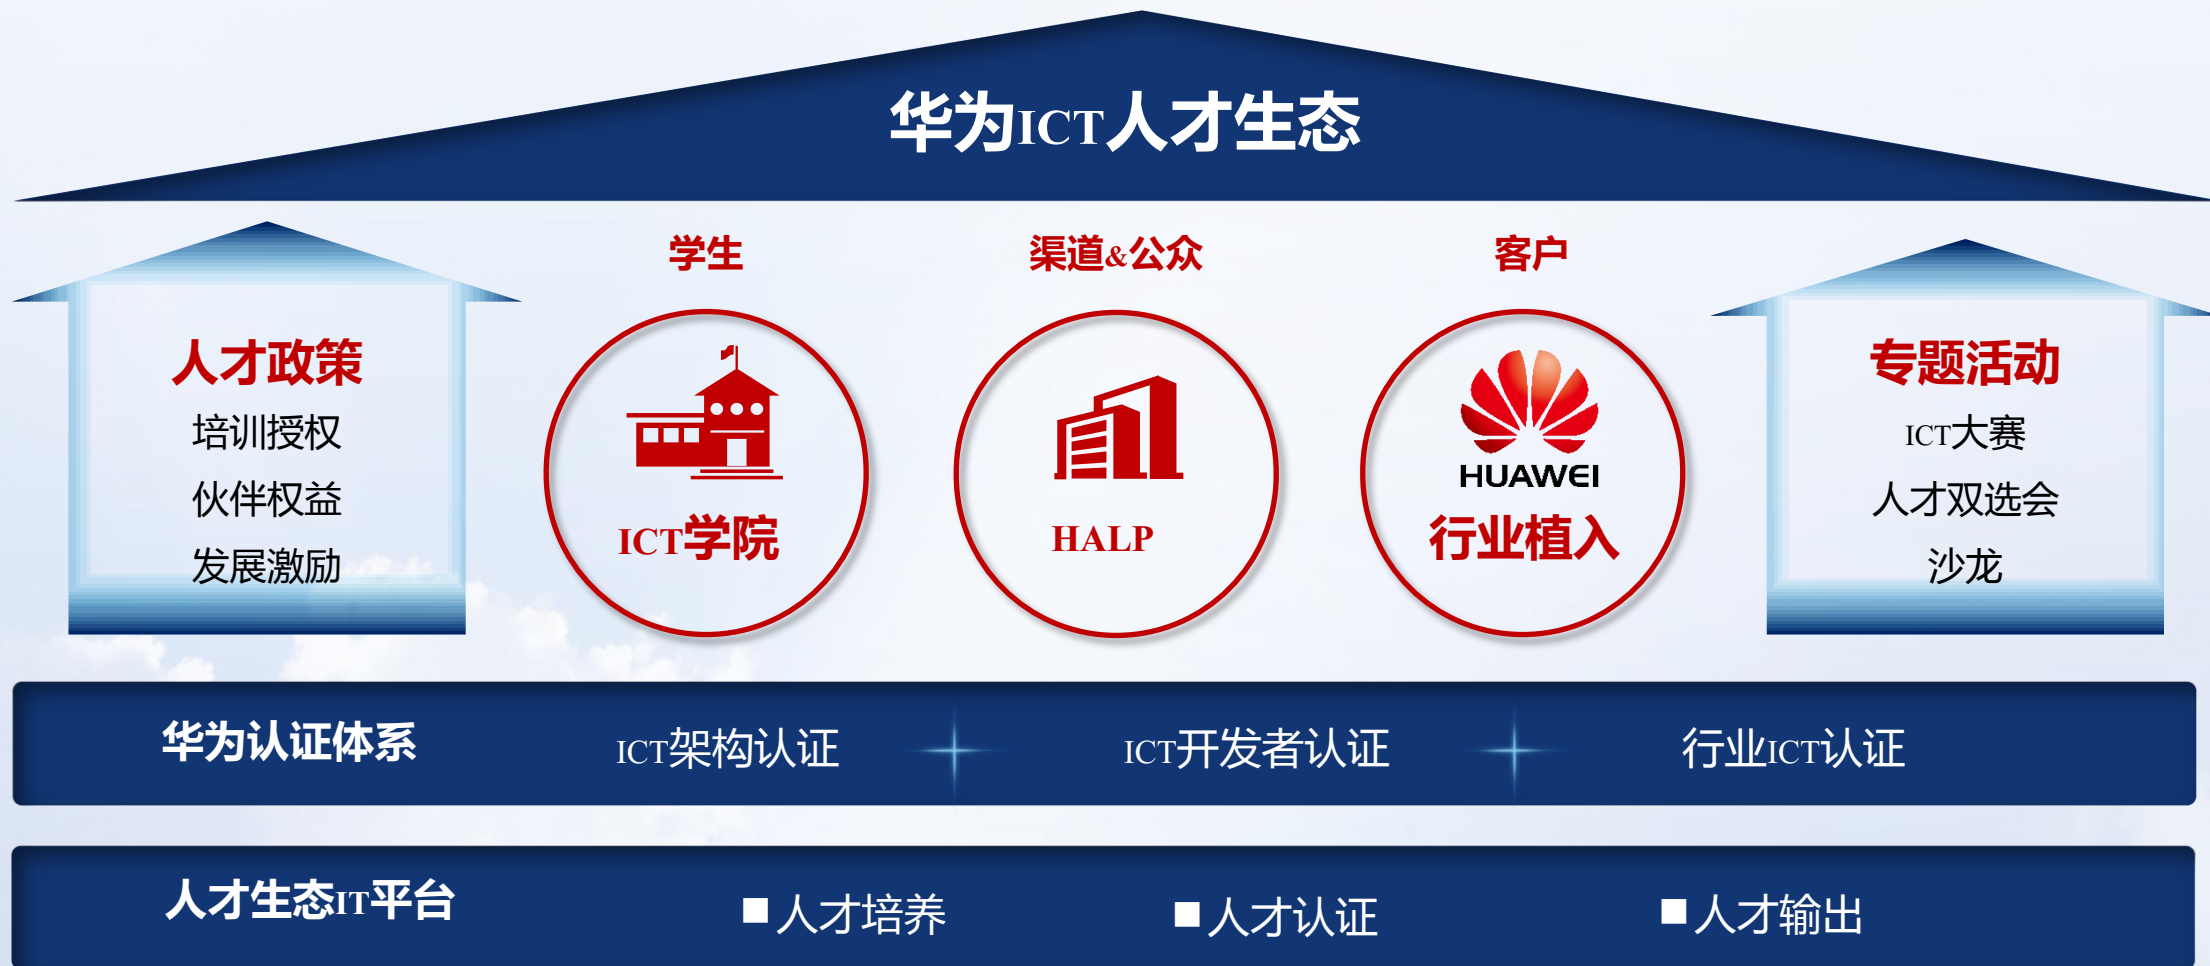 华为ICT人才生态
学生
渠道&公众
客户
人才政策
培训授权
伙伴权益
发展激励
ICT学院
HALP
HUAWEI
行业植入
专题活动
ICT大赛
人才双选会
沙龙
华为认证体系
ICT架构认证
ICT开发者认证
行业ICT认证
人才生态IT平台
人才培养
人才认证
人才输出